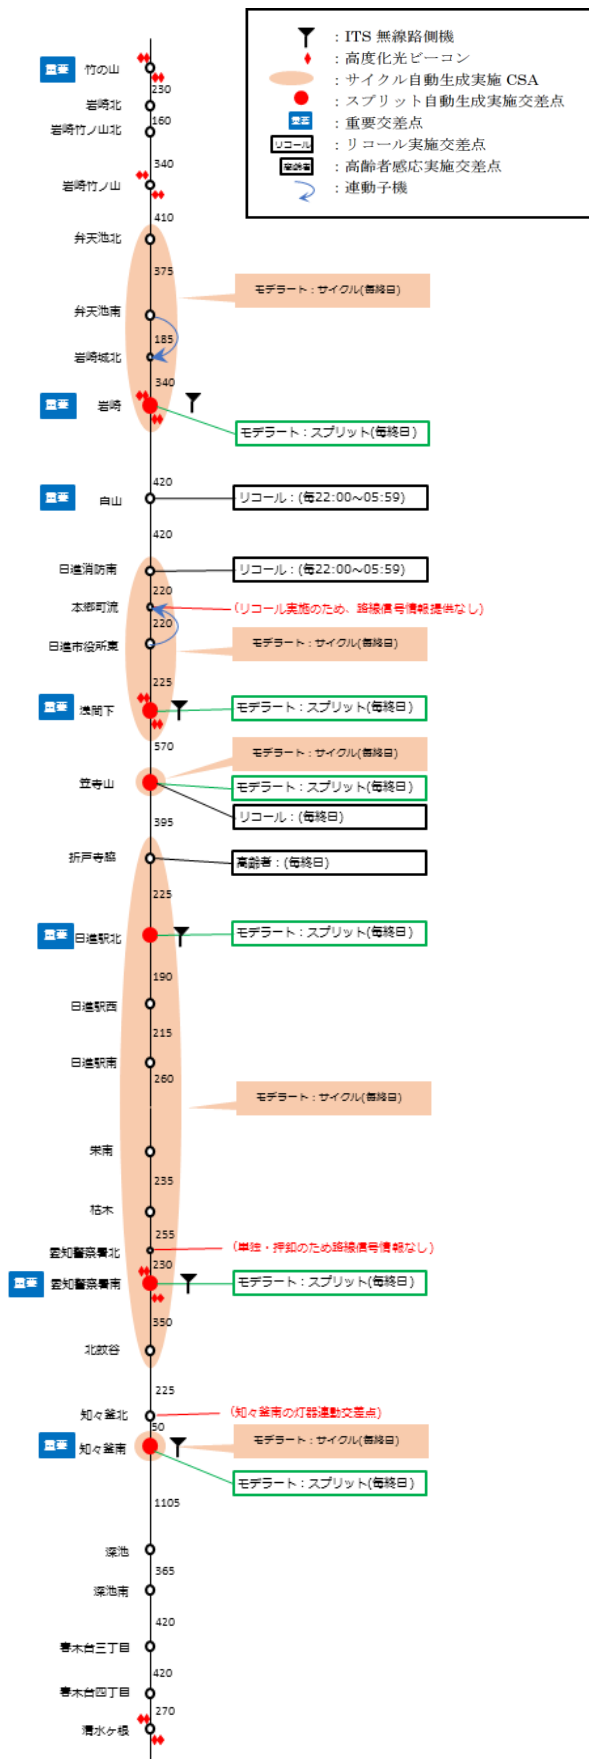 ：ITS 無線路側機
：高度化光ビーコン
：サイクル自動生成実施 CSA
：スプリット自動生成実施交差点
重要 ：重要交差点
リコール ：リコール実施交差点
高齢者 ：高齢者感応実施交差点
：連動子機
重要 竹の山
230
岩崎北
160
岩崎竹ノ山北
340
岩崎竹ノ山
410
弁天池北
375
モデラート：サイクル(毎終日)
弁天池南
185
岩崎城北
340
重要 岩崎
モデラート：スプリット(毎終日)
420
重要 白山 リコール：(毎22:00～05:59)
420
日進消防南 リコール：(毎22:00～05:59)
220
本郷町流 (リコール実施のため、路線信号情報提供なし)
220
日進市役所東 モデラート：サイクル(毎終日)
225
重要 浅間下 モデラート：スプリット(毎終日)
570
モデラート：サイクル(毎終日)
笠寺山 モデラート：スプリット(毎終日)
リコール：(毎終日)
395
折戸寺脇 高齢者：(毎終日)
225
重要 日進駅北 モデラート：スプリット(毎終日)
190
日進駅西
215
日進駅南
260
モデラート：サイクル(毎終日)
栄南
235
枯木
255
愛知警察署北 (単独・押釦のため路線信号情報なし)
230
重要 愛知警察署南 モデラート：スプリット(毎終日)
350
北蚊谷
225
知々釜北 (知々釜南の灯器連動交差点)
50
重要 知々釜南 モデラート：サイクル(毎終日)
モデラート：スプリット(毎終日)
1105
深池
365
深池南
420
春木台三丁目
420
春木台四丁目
270
清水ヶ根